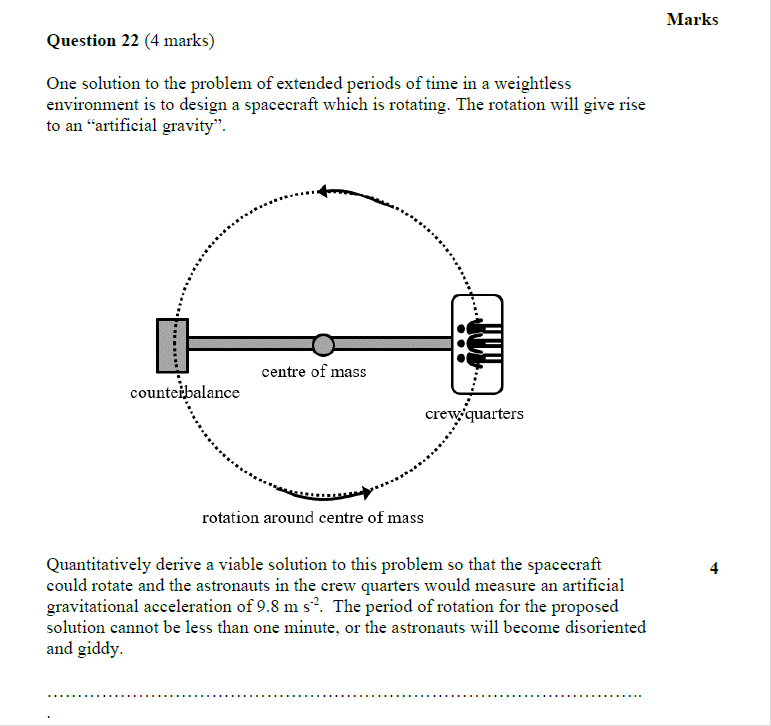 Marks
Question 22 (4 marks)
One solution to the problem of extended periods of time in a weightless
environment is to design a spacecraft which is rotating. The rotation will give rise
to an “artificial gravity”.
centre of mass
counterbalance
crew quarters
rotation around centre of mass
Quantitatively derive a viable solution to this problem so that the spacecraft
4
could rotate and the astronauts in the crew quarters would measure an artificial
gravitational acceleration of 9.8 m s⁻². The period of rotation for the proposed
solution cannot be less than one minute, or the astronauts will become disoriented
and giddy.